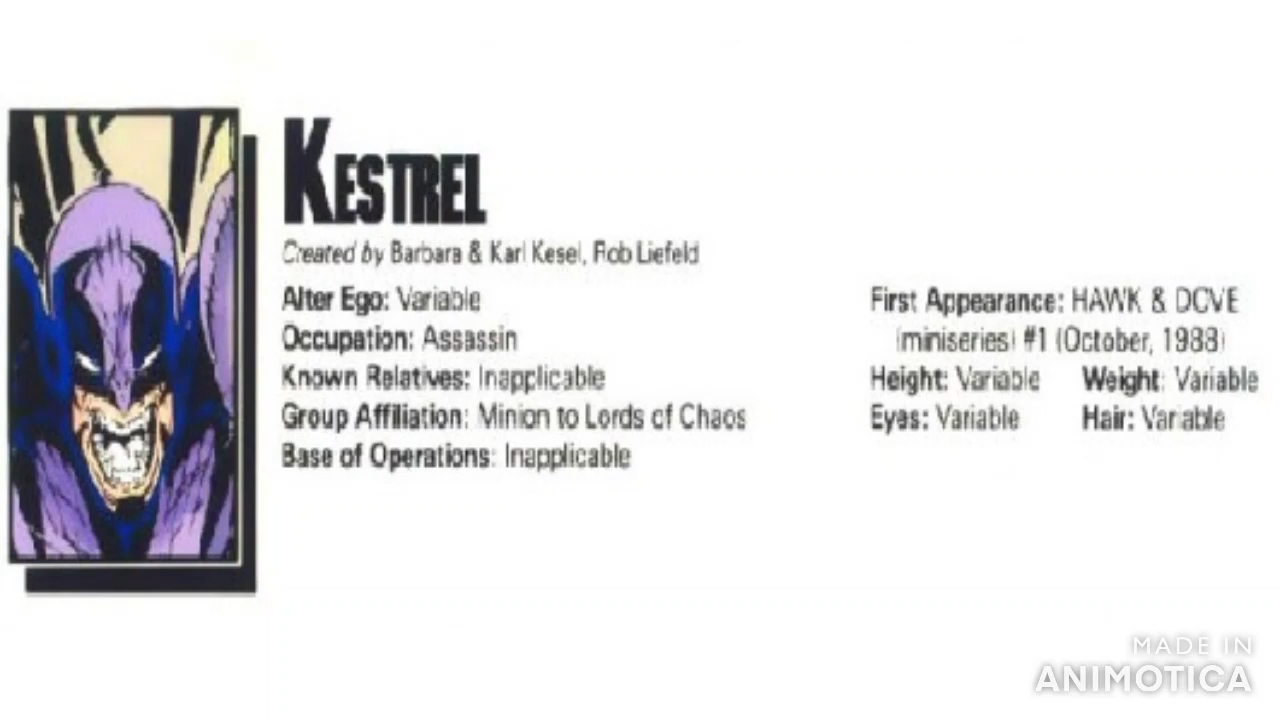 KESTREL
Created by Barbara & Karl Kesel, Rob Liefeld
Alter Ego: Variable
Occupation: Assassin
Known Relatives: Inapplicable
Group Affiliation: Minion to Lords of Chaos
Base of Operations: Inapplicable
First Appearance: HAWK & DOVE
(miniseries) #1 (October, 1988)
Height: Variable Weight: Variable
Eyes: Variable Hair: Variable
MADE IN
ANIMOTICA